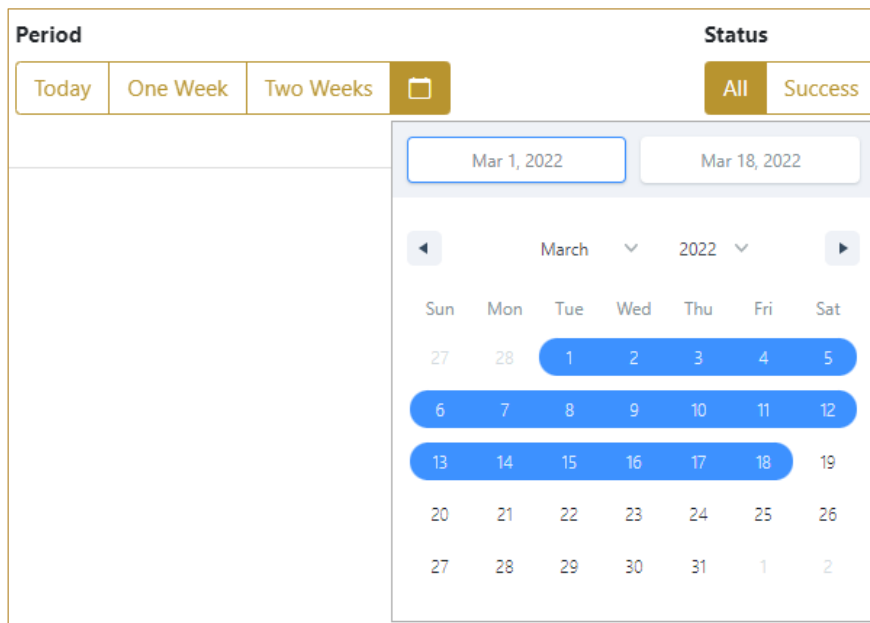 Period Status
Today One Week Two Weeks All Success
Mar 1, 2022 Mar 18, 2022
March 2022
Sun Mon Tue Wed Thu Fri Sat
27 28 1 2 3 4 5
6 7 8 9 10 11 12
13 14 15 16 17 18 19
20 21 22 23 24 25 26
27 28 29 30 31 1 2